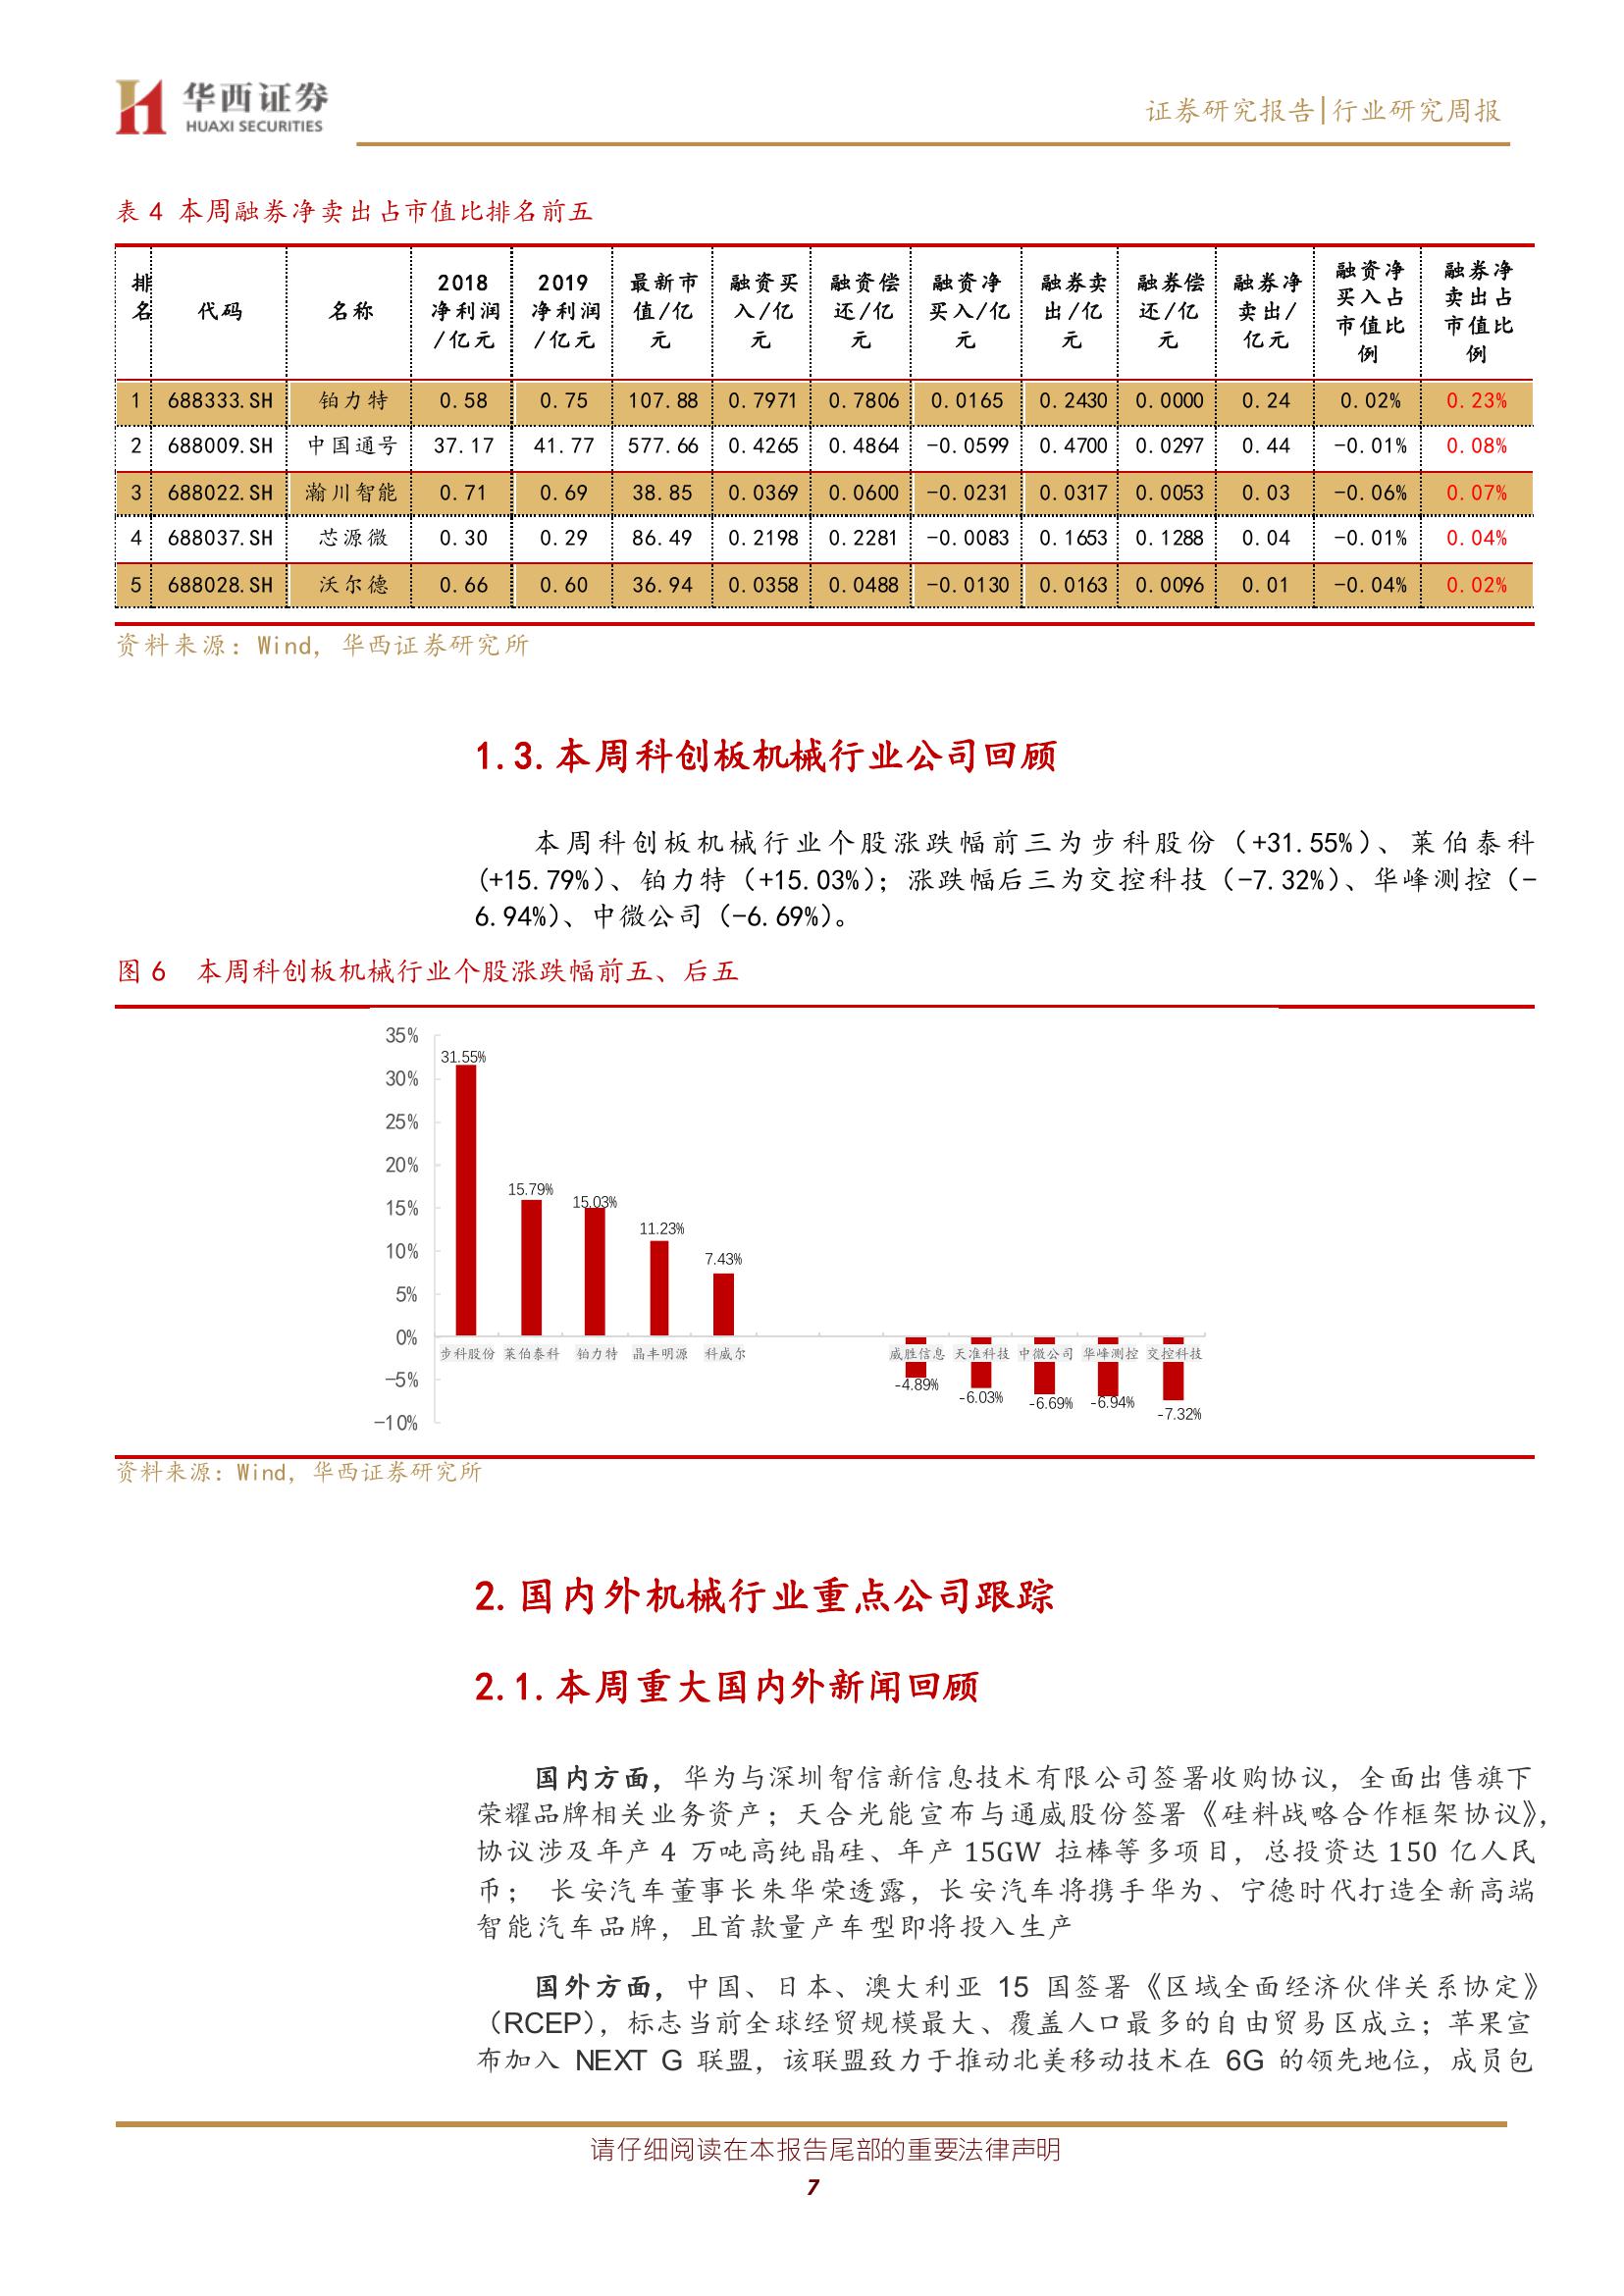 华西证券
HUAXI SECURITIES
证券研究报告|行业研究周报
表 4 本周融券净卖出占市值比排名前五
排名 代码 名称 2018净利润/亿元 2019净利润/亿元 最新市值/亿元 融资买入/亿元 融资偿还/亿元 融资净买入/亿元 融券卖出/亿元 融券偿还/亿元 融券净卖出/亿元 融资净买入占市值比例 融券净卖出占市值比例
1 688333.SH 铂力特 0.58 0.75 107.88 0.7971 0.7806 0.0165 0.2430 0.0000 0.24 0.02% 0.23%
2 688009.SH 中国通号 37.17 41.77 577.66 0.4265 0.4864 -0.0599 0.4700 0.0297 0.44 -0.01% 0.08%
3 688022.SH 瀚川智能 0.71 0.69 38.85 0.0369 0.0600 -0.0231 0.0317 0.0053 0.03 -0.06% 0.07%
4 688037.SH 芯源微 0.30 0.29 86.49 0.2198 0.2281 -0.0083 0.1653 0.1288 0.04 -0.01% 0.04%
5 688028.SH 沃尔德 0.66 0.60 36.94 0.0358 0.0488 -0.0130 0.0163 0.0096 0.01 -0.04% 0.02%
资料来源：Wind，华西证券研究所
1.3.本周科创板机械行业公司回顾
本周科创板机械行业个股涨跌幅前三为步科股份（+31.55%）、莱伯泰科
（+15.79%）、铂力特（+15.03%）；涨跌幅后三为交控科技（-7.32%）、华峰测控（-
6.94%）、中微公司（-6.69%）。
图 6 本周科创板机械行业个股涨跌幅前五、后五
35%
30%
25%
20%
15%
10%
5%
0%
-5%
-10%
31.55%
15.79%
15.03%
11.23%
7.43%
步科股份 莱伯泰科 铂力特 晶丰明源 科威尔 威胜信息 天准科技 中微公司 华峰测控 交控科技
-4.89%
-6.03%
-6.69%
-6.94%
-7.32%
资料来源：Wind，华西证券研究所
2.国内外机械行业重点公司跟踪
2.1.本周重大国内外新闻回顾
国内方面，华为与深圳智信新信息技术有限公司签署收购协议，全面出售旗下
荣耀品牌相关业务资产；天合光能宣布与通威股份签署《硅料战略合作框架协议》，
协议涉及年产 4 万吨高纯晶硅、年产 15GW 拉棒等多项目，总投资达 150 亿人民
币； 长安汽车董事长朱华荣透露，长安汽车将携手华为、宁德时代打造全新高端
智能汽车品牌，且首款量产车型即将投入生产
国外方面，中国、日本、澳大利亚 15 国签署《区域全面经济伙伴关系协定》
（RCEP），标志当前全球经贸规模最大、覆盖人口最多的自由贸易区成立；苹果宣
布加入 NEXT G 联盟，该联盟致力于推动北美移动技术在 6G 的领先地位，成员包
请仔细阅读在本报告尾部的重要法律声明
7